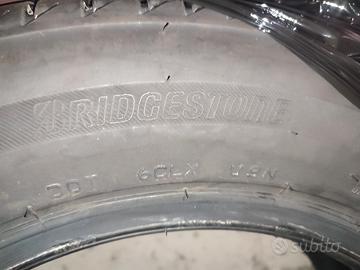 BRIDGESTONE
DOT 6CLX V3N
subito